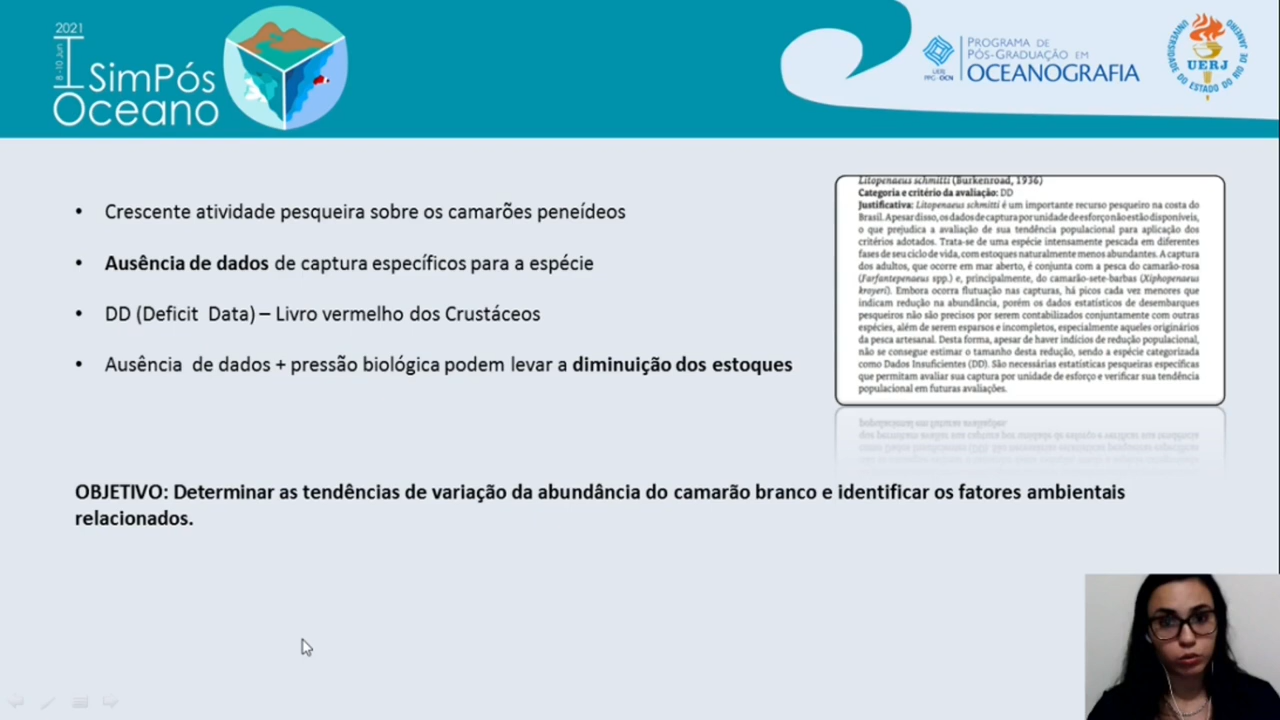 2021
I SimPós
8 -10 Jun
Oceano
PROGRAMA DE
PÓS-GRADUAÇÃO EM
OCEANOGRAFIA
UERJ
PPG-OCN
UNIVERSIDADE DO ESTADO DO RIO DE JANEIRO
UERJ
• Crescente atividade pesqueira sobre os camarões peneídeos
• Ausência de dados de captura específicos para a espécie
• DD (Deficit Data) – Livro vermelho dos Crustáceos
• Ausência de dados + pressão biológica podem levar a diminuição dos estoques
Litopenaeus schmitti (Burkenroad, 1936)
Categoria e critério da avaliação: DD
Justificativa: Litopenaeus schmitti é um importante recurso pesqueiro na costa do
Brasil. Apesar disso, os dados de captura por unidade de esforço não estão disponíveis,
o que prejudica a avaliação de sua tendência populacional para aplicação dos
critérios adotados. Trata-se de uma espécie intensamente pescada em diferentes
fases de seu ciclo de vida, com estoques naturalmente menos abundantes. A captura
dos adultos, que ocorre em mar aberto, é conjunta com a pesca do camarão-rosa
(Farfantepenaeus spp.) e, principalmente, do camarão-sete-barbas (Xiphopenaeus
kroyeri). Embora ocorra flutuação nas capturas, há picos cada vez menores que
indicam redução na abundância, porém os dados estatísticos de desembarques
pesqueiros não são precisos por serem contabilizados conjuntamente com outras
espécies, além de serem esparsos e incompletos, especialmente aqueles originários
da pesca artesanal. Desta forma, apesar de haver indícios de redução populacional,
não se consegue estimar o tamanho desta redução, sendo a espécie categorizada
como Dados Insuficientes (DD). São necessárias estatísticas pesqueiras específicas
que permitam avaliar sua captura por unidade de esforço e verificar sua tendência
populacional em futuras avaliações.
OBJETIVO: Determinar as tendências de variação da abundância do camarão branco e identificar os fatores ambientais
relacionados.